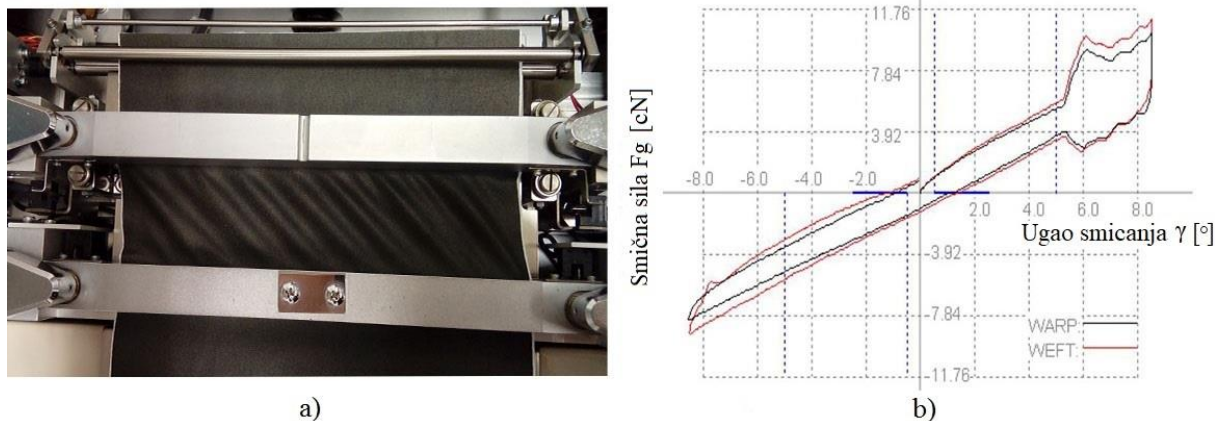 11.76
7.84
3.92
-8.0 -6.0 -4.0 -2.0
2.0 4.0 6.0 8.0
-3.92
-7.84
-11.76
Smična sila Fg [cN]
Ugao smicanja γ [°]
WARP
WEFT:
a)
b)